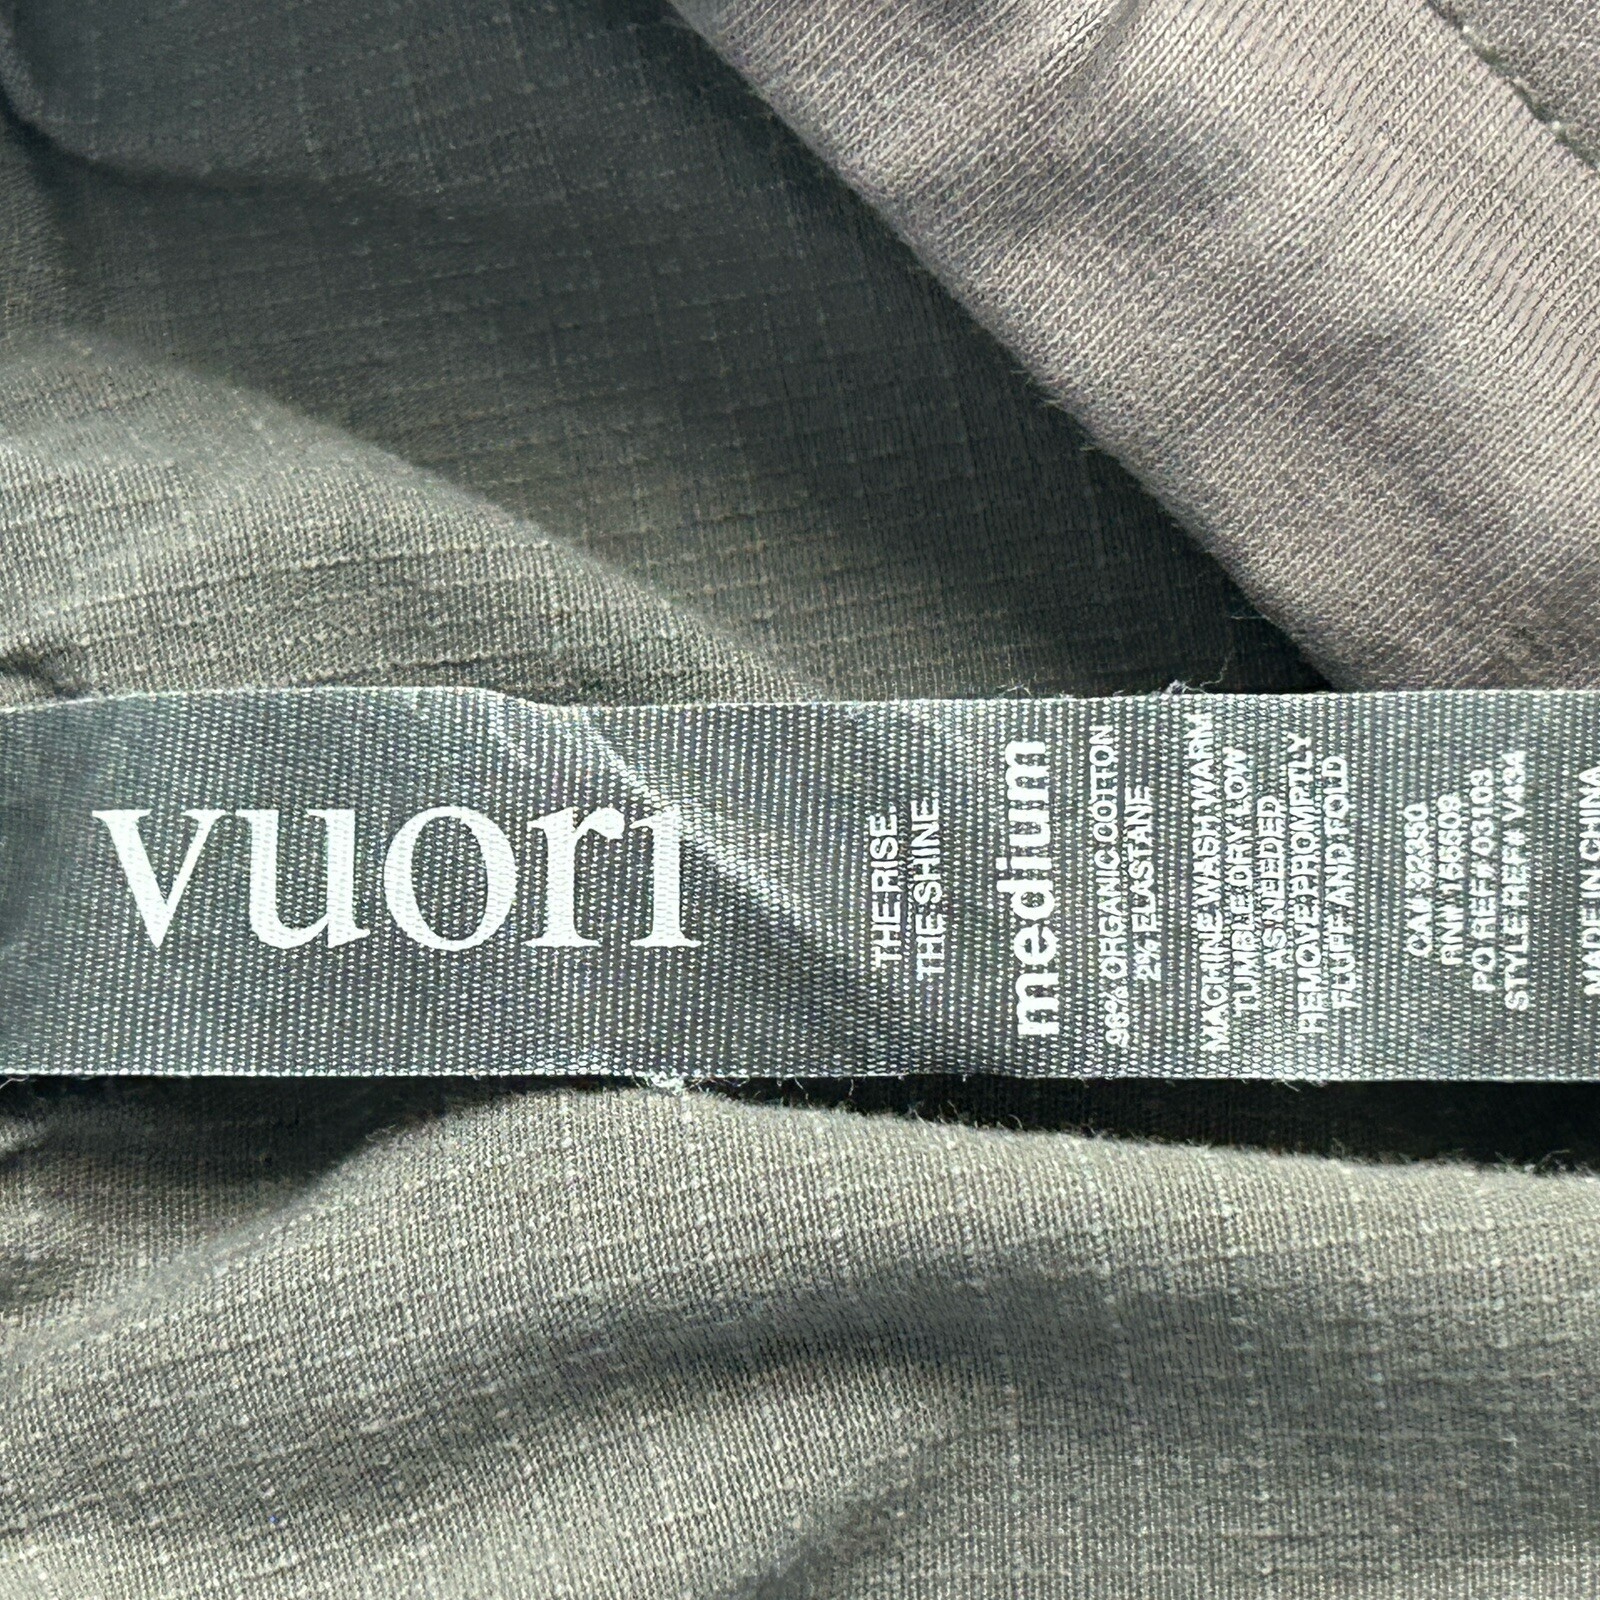 vuori
THE RISE.
THE SHINE.
medium
98% ORGANIC COTTON
2% ELASTANE
MACHINE WASH WARM
TUMBLE DRY LOW
AS NEEDED
REMOVE PROMPTLY
FLUFF AND FOLD
CA# 32350
RN#
PO REF# 03103
STYLE REF# V434
MADE IN CHINA